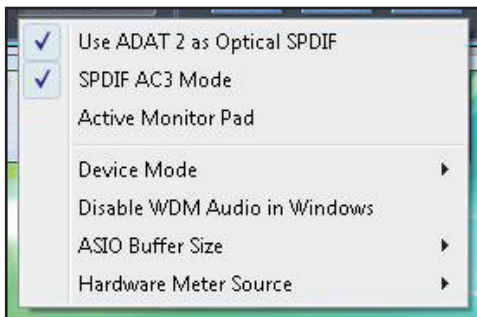 Use ADAT 2 as Optical SPDIF
SPDIF AC3 Mode
Active Monitor Pad
Device Mode
Disable WDM Audio in Windows
ASIO Buffer Size
Hardware Meter Source